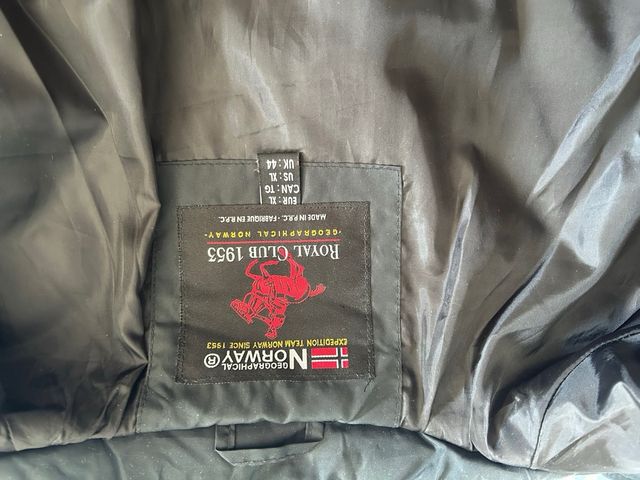 GEOGRAPHICAL
NORWAY®
EXPEDITION TEAM NORWAY SINCE 1953
ROYAL CLUB 1953
·GEOGRAPHICAL NORWAY·
MADE IN P.R.C.-FABRIQUE EN R.P.C.
EUR : XL
CAN : TG
US : XL
UK : 44